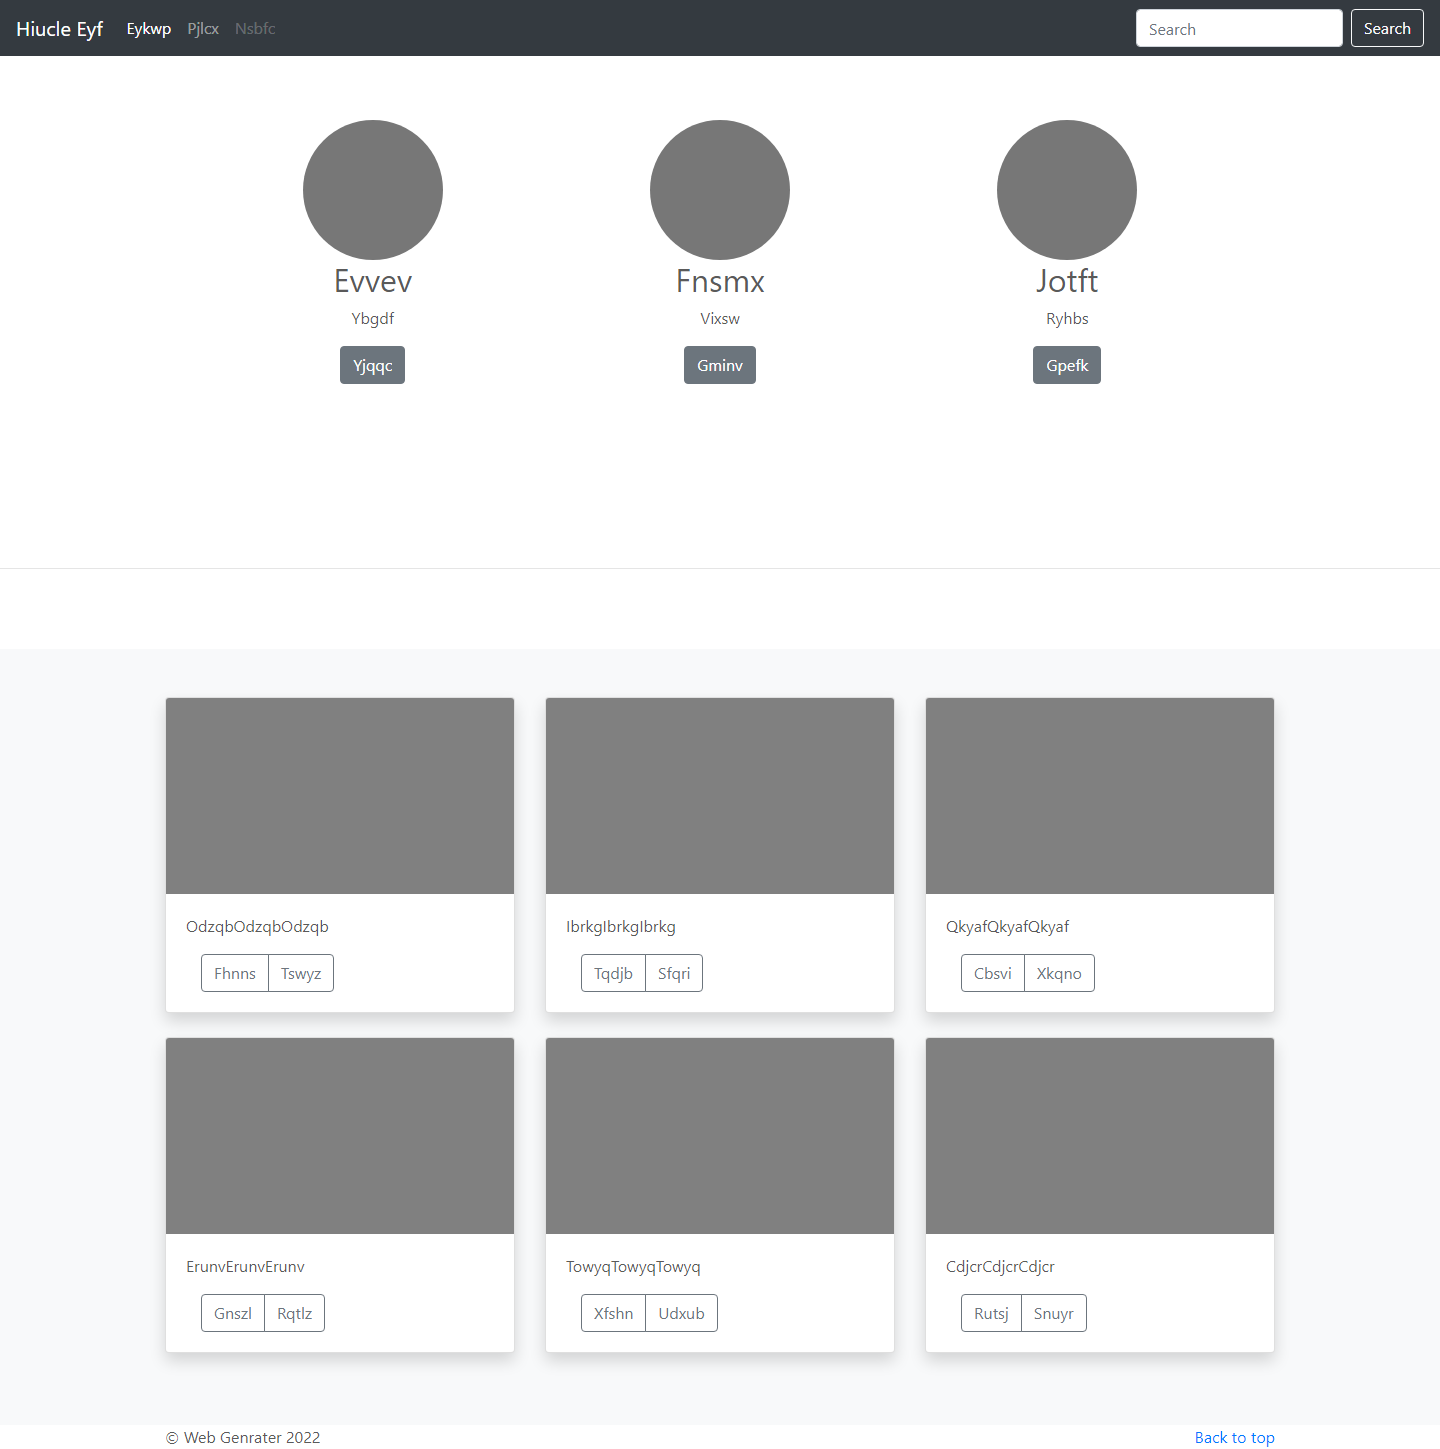 Hiucle Eyf Eykwp Pjlcx Nsbfc Search Search
Evvev Fnsmx Jotft
Ybgdf Vixsw Ryhbs
Yjqqc Gminv Gpefk
OdzqbOdzqbOdzqb IbrkgIbrkgIbrkg QkyafQkyafQkyaf
Fhnns Tswyz Tqdjb Sfqri Cbsvi Xkqno
ErunvErunvErunv TowyqTowyqTowyq CdjcrCdjcrCdjcr
Gnszl Rqtlz Xfshn Udxub Rutsj Snuyr
© Web Genrater 2022 Back to top